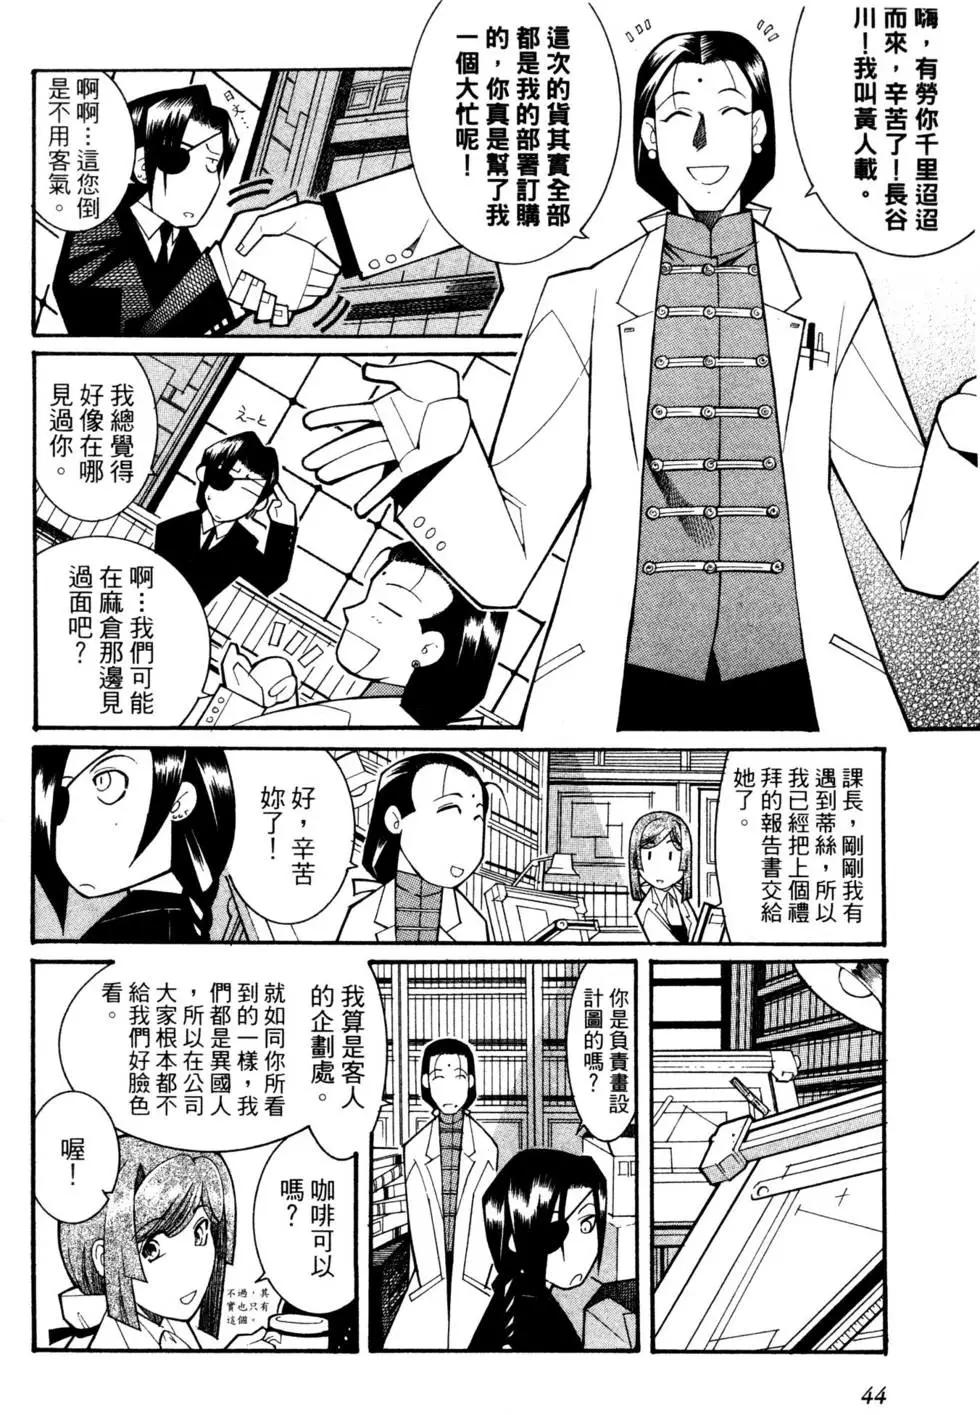 嗨，有勞你千里迢迢
而來，辛苦了！長谷
川！我叫黃人載。
這次的貨其實全部
都是我的部署訂購
的，你真是幫了我
一個大忙呢！
日文…
啊啊…這您倒
是不用客氣。
えーと
我總覺得
好像在哪
見過你。
啊…我們可能
在麻倉那邊見
過面吧？
課長，剛剛我有
遇到蒂絲，所以
我已經把上個禮
拜的報告書交給
她了。
好，辛苦
妳了！
你是負責畫設
計圖的嗎？
我算是客人
的企劃處。
就如同你所看
到的一樣，我
們都是異國人
，所以在公司
大家根本都不
給我們好臉色
看。
咖啡可以
嗎？
其實也只有
不過，
這個。
喔！
44